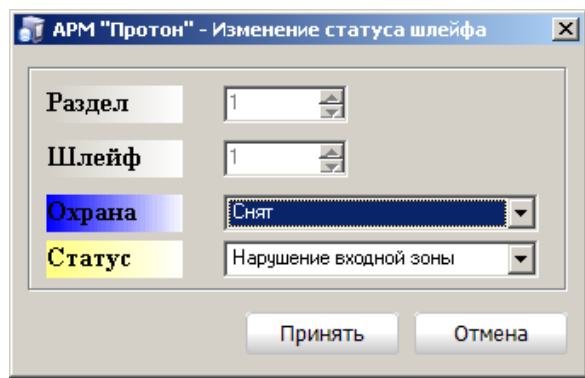 АРМ "Протон" - Изменение статуса шлейфа
Раздел 1
Шлейф 1
Охрана Снят
Статус Нарушение входной зоны
Принять Отмена